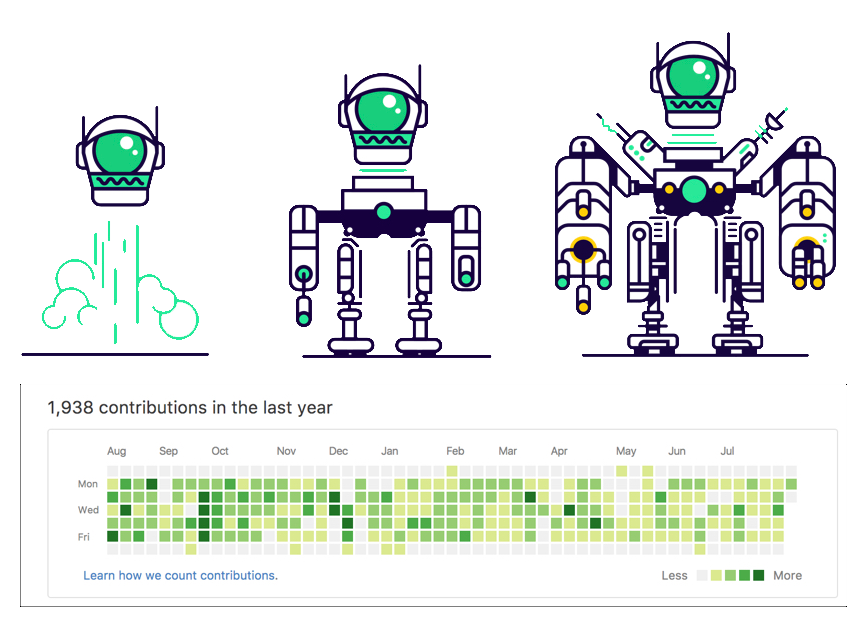 1,938 contributions in the last year
Aug Sep Oct Nov Dec Jan Feb Mar Apr May Jun Jul
Mon
Wed
Fri
Learn how we count contributions. Less More